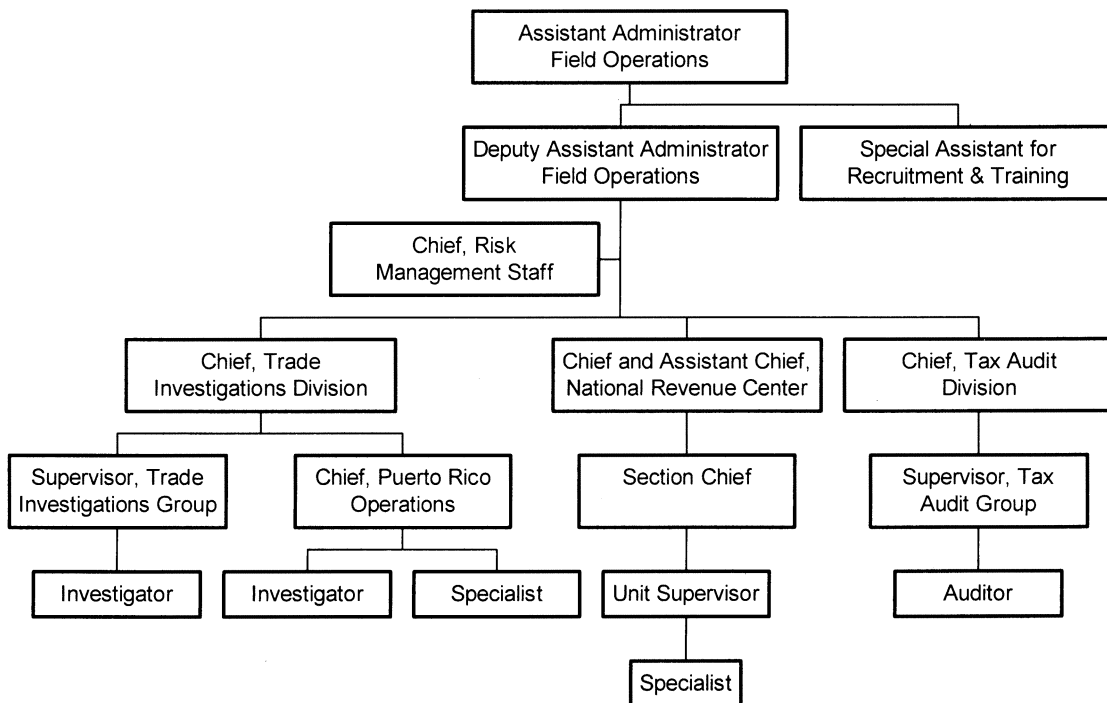 Assistant Administrator
Field Operations
Deputy Assistant Administrator
Field Operations
Special Assistant for
Recruitment & Training
Chief, Risk
Management Staff
Chief, Trade
Investigations Division
Chief and Assistant Chief,
National Revenue Center
Chief, Tax Audit
Division
Supervisor, Trade
Investigations Group
Chief, Puerto Rico
Operations
Section Chief
Supervisor, Tax
Audit Group
Investigator
Investigator
Specialist
Unit Supervisor
Auditor
Specialist